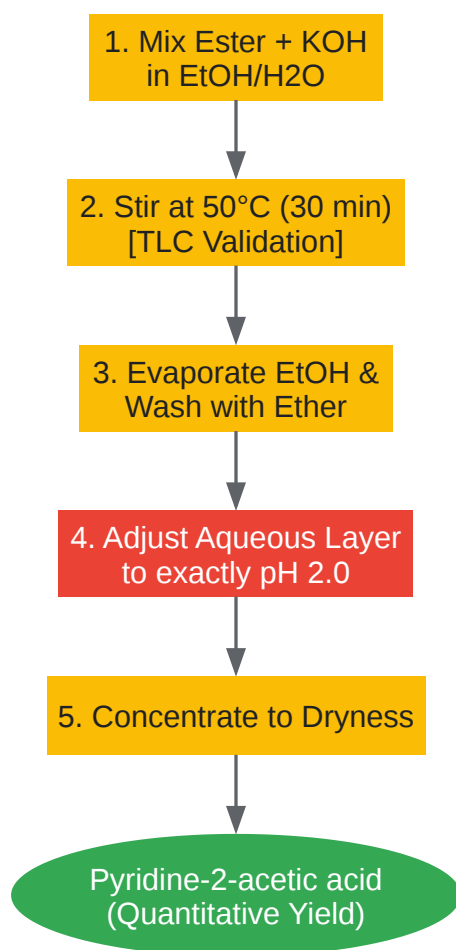 1. Mix Ester + KOH
in EtOH/H2O
2. Stir at 50°C (30 min)
[TLC Validation]
3. Evaporate EtOH &
Wash with Ether
4. Adjust Aqueous Layer
to exactly pH 2.0
5. Concentrate to Dryness
Pyridine-2-acetic acid
(Quantitative Yield)